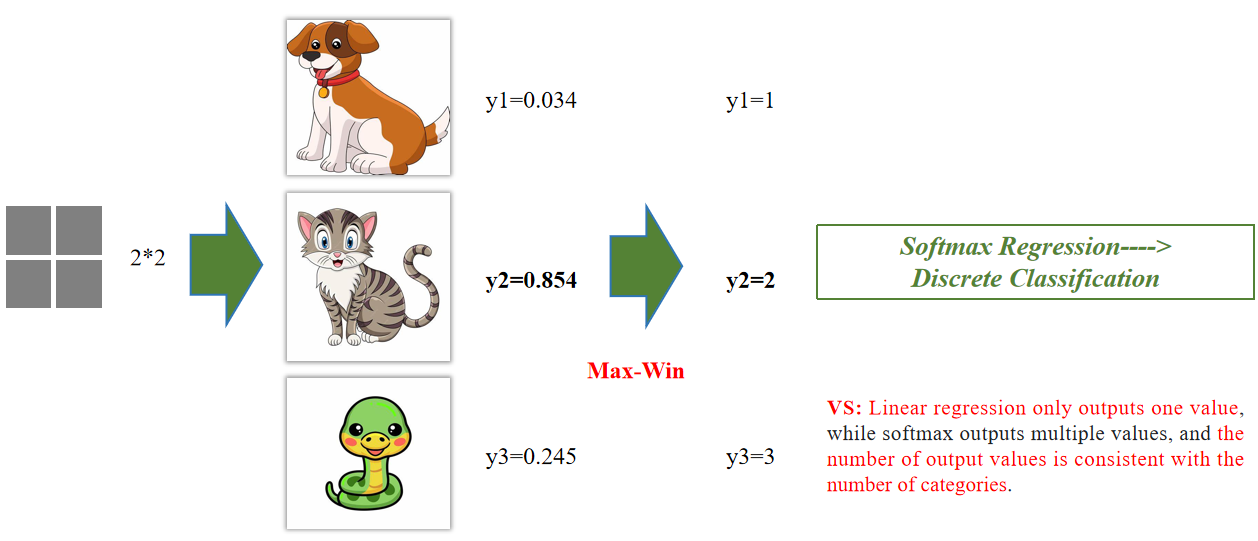 y1=0.034
y1=1
2*2
y2=0.854
y2=2
Softmax Regression---->
Discrete Classification
Max-Win
VS: Linear regression only outputs one value,
while softmax outputs multiple values, and the
number of output values is consistent with the
number of categories.
y3=0.245
y3=3